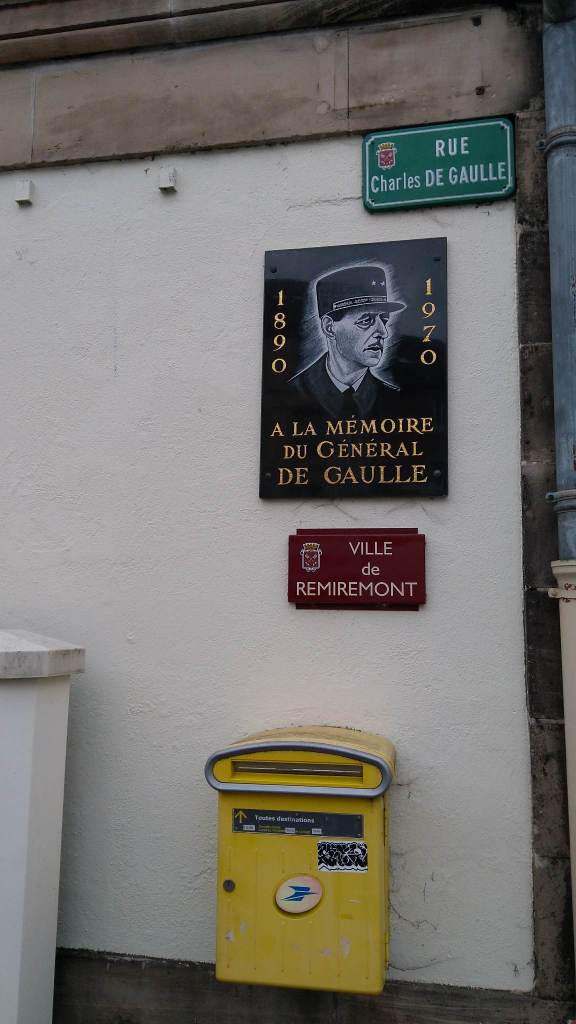 RUE
Charles DE GAULLE
1890
1970
A LA MÉMOIRE
DU GÉNÉRAL
DE GAULLE
VILLE
de
REMIREMONT
Toutes destinations